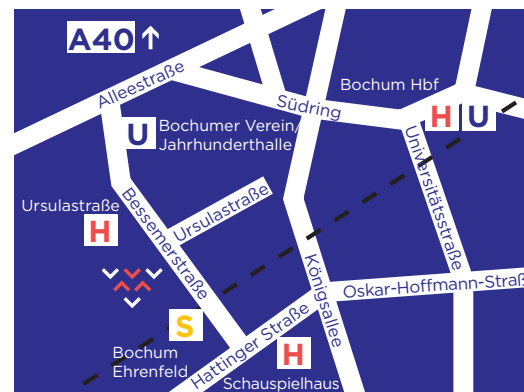 A40 ↑
Alleestraße
Südring
Bochum Hbf
H U
U
Bochumer Verein/
Jahrhunderthalle
Universitätsstraße
Ursulastraße
H
Ursulastraße
Bessemerstraße
Königsallee
Oskar-Hoffmann-Straß
S
Bochum
Ehrenfeld
Hattinger Straße
H
Schauspielhaus